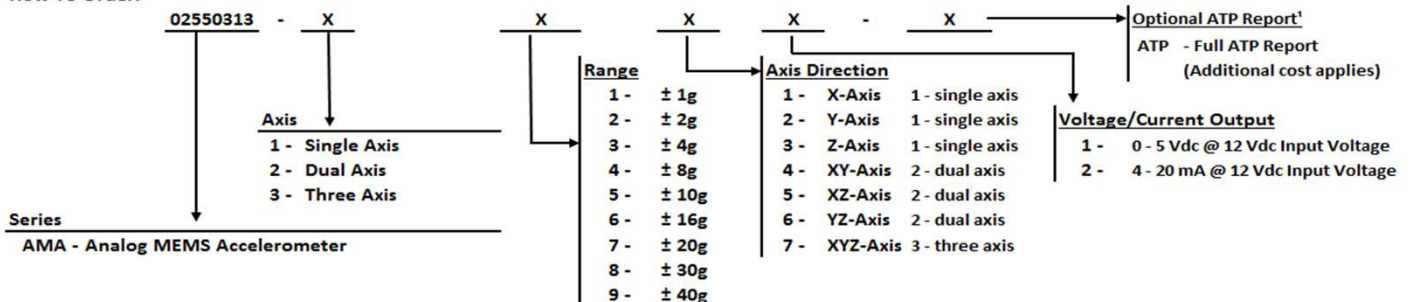 02550313 - X X X X - X
Optional ATP Report¹
ATP - Full ATP Report
(Additional cost applies)
Range
1 - ± 1g
2 - ± 2g
3 - ± 4g
4 - ± 8g
5 - ± 10g
6 - ± 16g
7 - ± 20g
8 - ± 30g
9 - ± 40g
Axis Direction
1 - X-Axis 1 - single axis
2 - Y-Axis 1 - single axis
3 - Z-Axis 1 - single axis
4 - XY-Axis 2 - dual axis
5 - XZ-Axis 2 - dual axis
6 - YZ-Axis 2 - dual axis
7 - XYZ-Axis 3 - three axis
Voltage/Current Output
1 - 0 - 5 Vdc @ 12 Vdc Input Voltage
2 - 4 - 20 mA @ 12 Vdc Input Voltage
Axis
1 - Single Axis
2 - Dual Axis
3 - Three Axis
Series
AMA - Analog MEMS Accelerometer